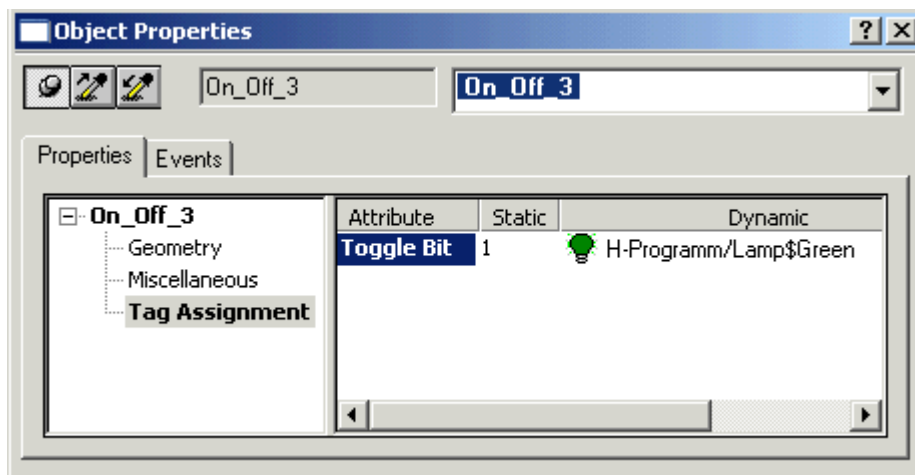 Object Properties
On_Off_3 On_Off_3
Properties Events
On_Off_3
Geometry
Miscellaneous
Tag Assignment
Attribute Static Dynamic
Toggle Bit 1 H-Programm/Lamp$Green